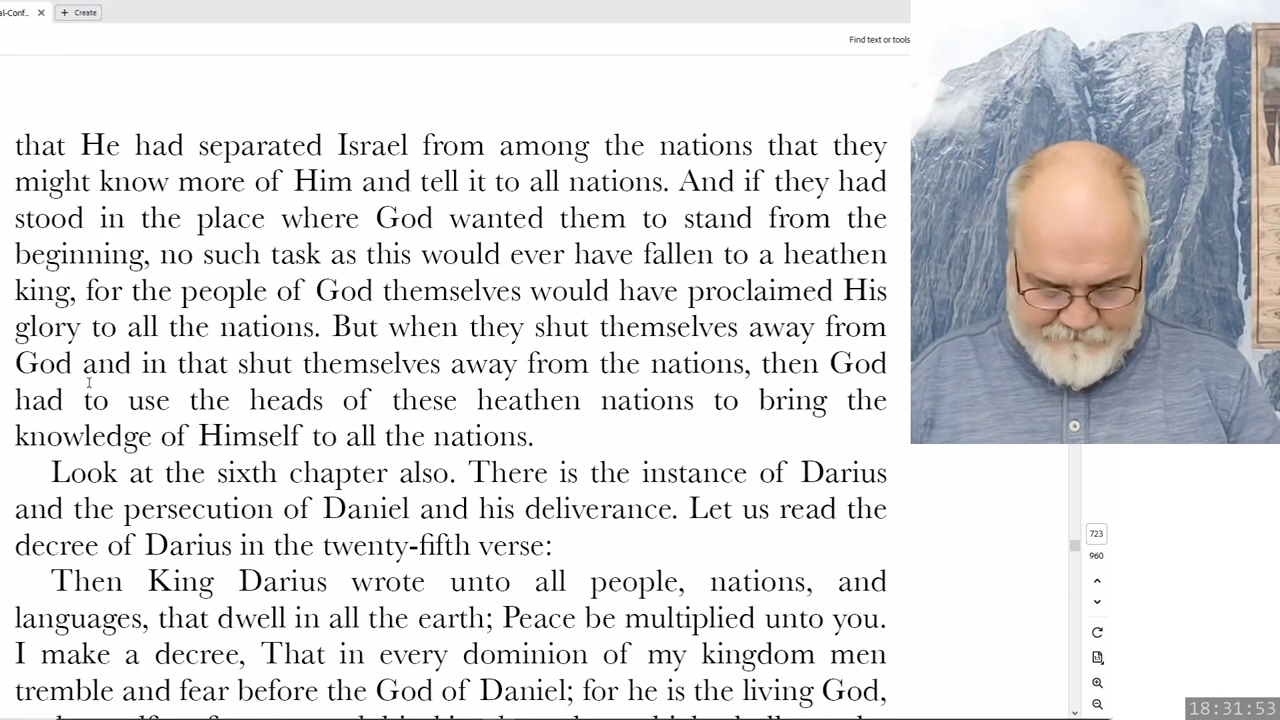 al-Conf..
+ Create
Find text or tools
that He had separated Israel from among the nations that they
might know more of Him and tell it to all nations. And if they had
stood in the place where God wanted them to stand from the
beginning, no such task as this would ever have fallen to a heathen
king, for the people of God themselves would have proclaimed His
glory to all the nations. But when they shut themselves away from
God and in that shut themselves away from the nations, then God
had to use the heads of these heathen nations to bring the
knowledge of Himself to all the nations.
Look at the sixth chapter also. There is the instance of Darius
and the persecution of Daniel and his deliverance. Let us read the
decree of Darius in the twenty-fifth verse:
Then King Darius wrote unto all people, nations, and
languages, that dwell in all the earth; Peace be multiplied unto you.
I make a decree, That in every dominion of my kingdom men
tremble and fear before the God of Daniel; for he is the living God,
723
960
18:31:53